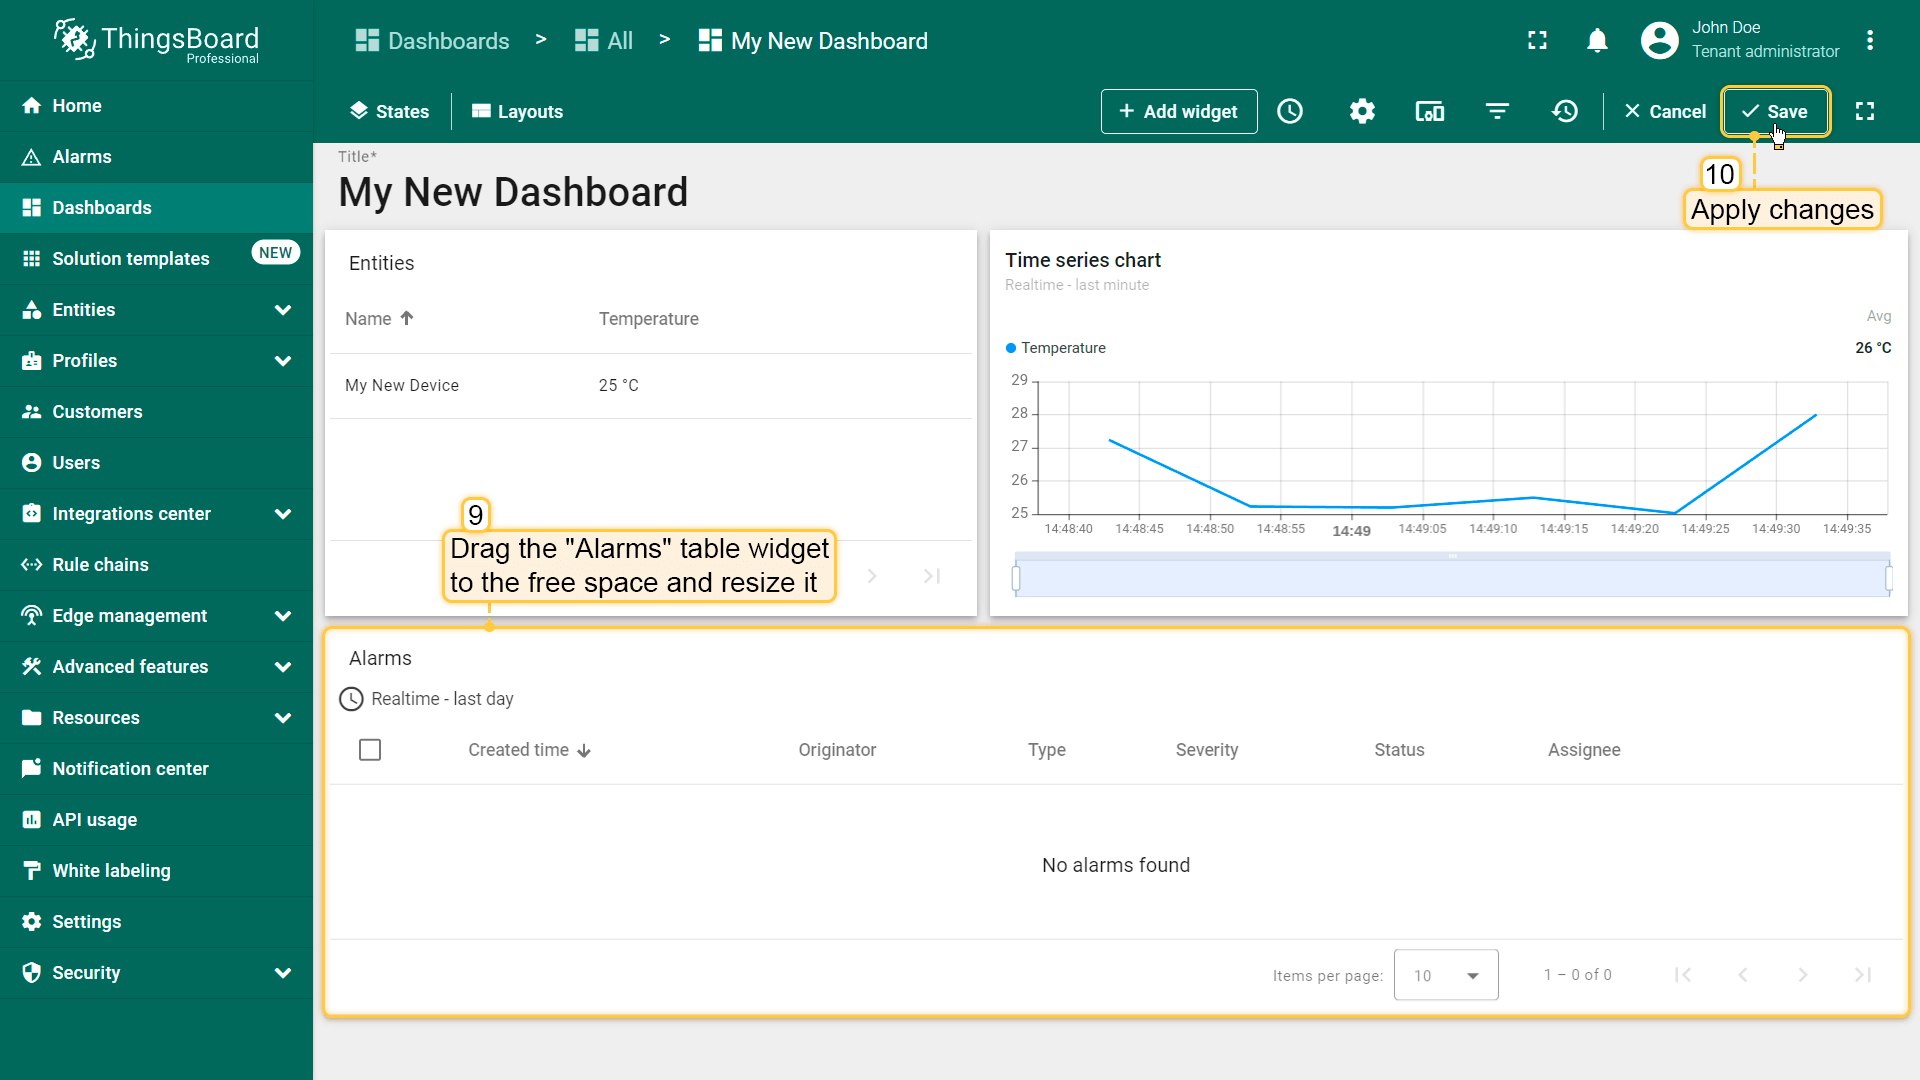 ThingsBoard
Professional
Dashboards > All > My New Dashboard
John Doe
Tenant administrator
Home
Alarms
Dashboards
Solution templates NEW
Entities
Profiles
Customers
Users
Integrations center
Rule chains
Edge management
Advanced features
Resources
Notification center
API usage
White labeling
Settings
Security
States
Layouts
+ Add widget
Cancel
Save
10
Apply changes
Title*
My New Dashboard
Entities
Name Temperature
My New Device 25 °C
9
Drag the "Alarms" table widget
to the free space and resize it
Time series chart
Realtime - last minute
Avg
Temperature 26 °C
29
28
27
26
25
14:48:40 14:48:45 14:48:50 14:48:55 14:49 14:49:05 14:49:10 14:49:15 14:49:20 14:49:25 14:49:30 14:49:35
Alarms
Realtime - last day
Created time Originator Type Severity Status Assignee
No alarms found
Items per page: 10 1 – 0 of 0